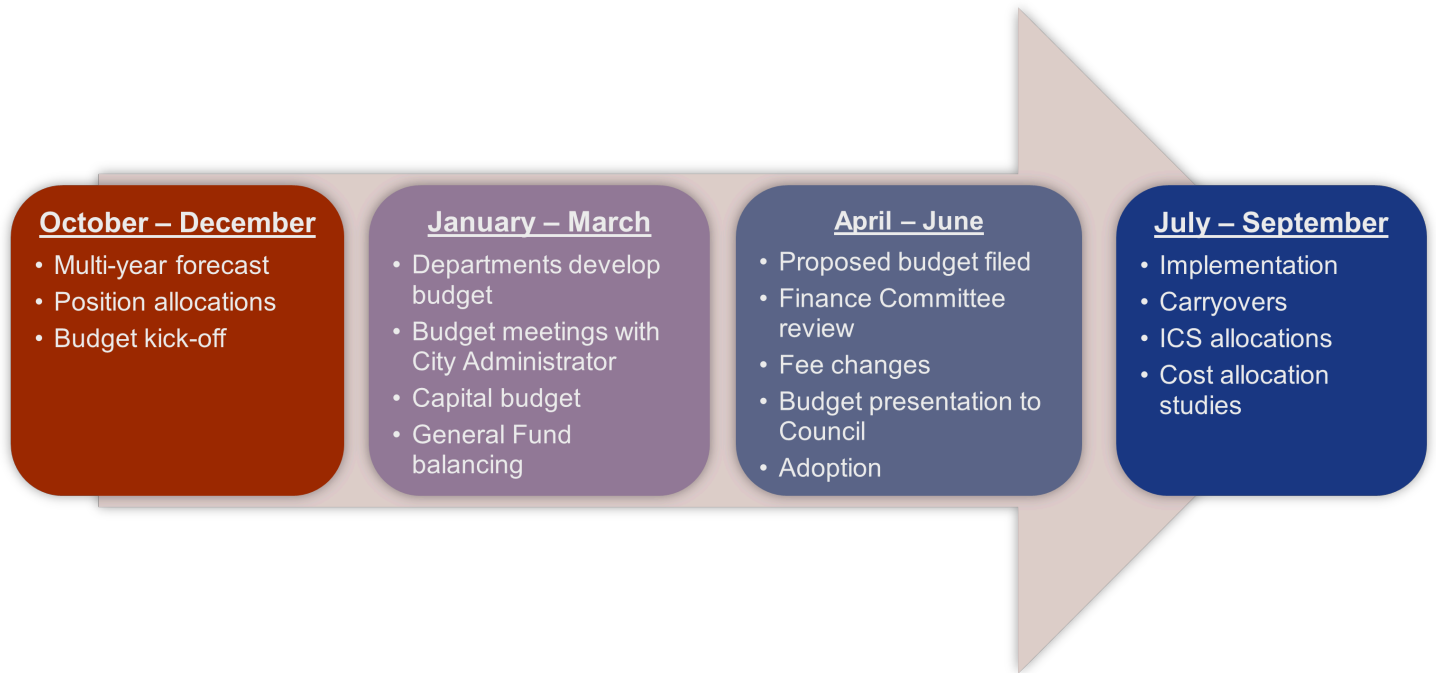 October – December
• Multi-year forecast
• Position allocations
• Budget kick-off
January – March
• Departments develop
budget
• Budget meetings with
City Administrator
• Capital budget
• General Fund
balancing
April – June
• Proposed budget filed
• Finance Committee
review
• Fee changes
• Budget presentation to
Council
• Adoption
July – September
• Implementation
• Carryovers
• ICS allocations
• Cost allocation
studies